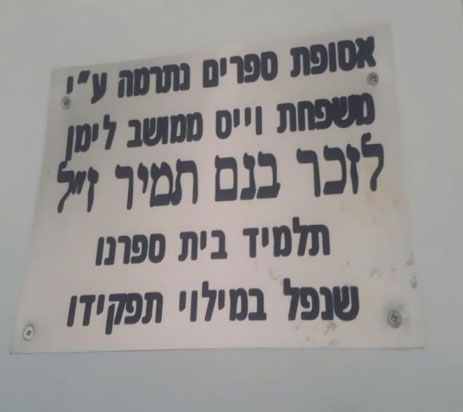 אסופת ספרים נתרמה ע"י
משפחת וייס ממושב לימן
לזכר בנם תמיר ז"ל
תלמיד בית ספרנו
שנפל במילוי תפקידו